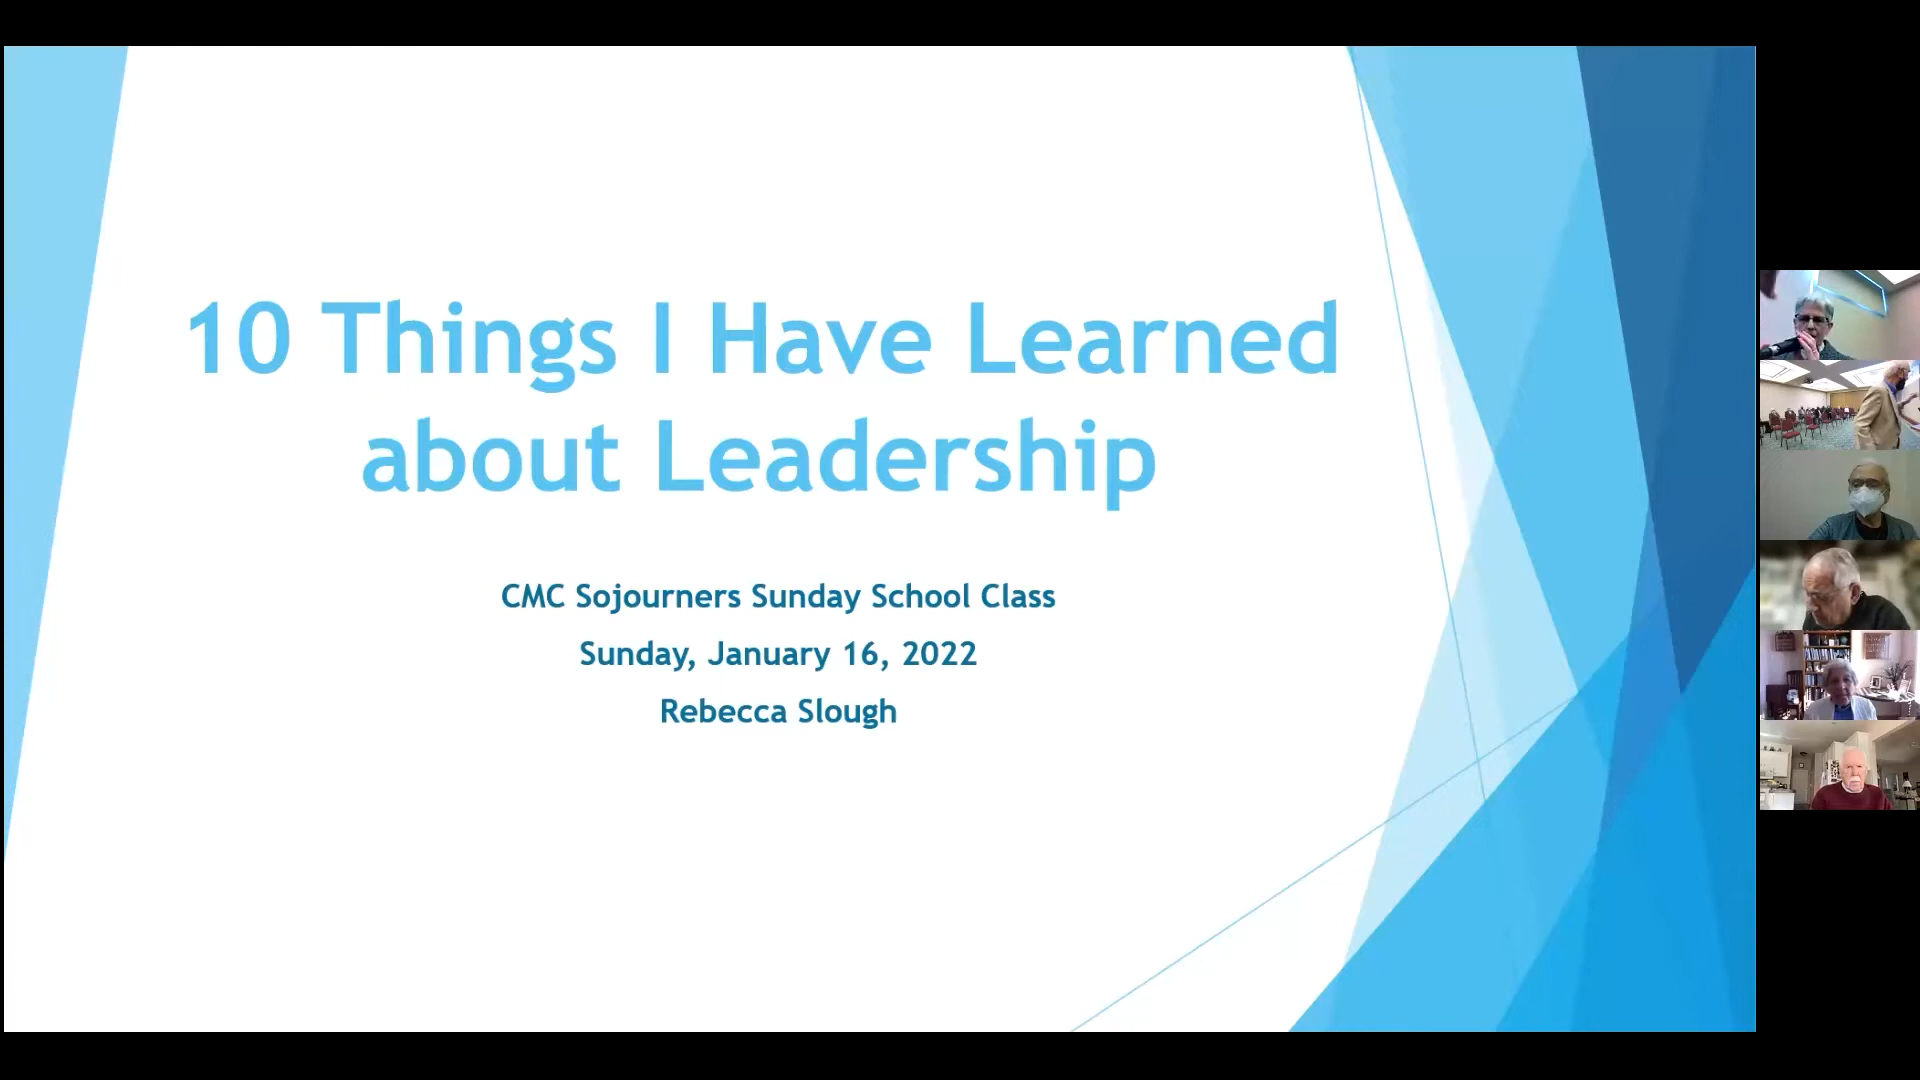 10 Things I Have Learned
about Leadership
CMC Sojourners Sunday School Class
Sunday, January 16, 2022
Rebecca Slough